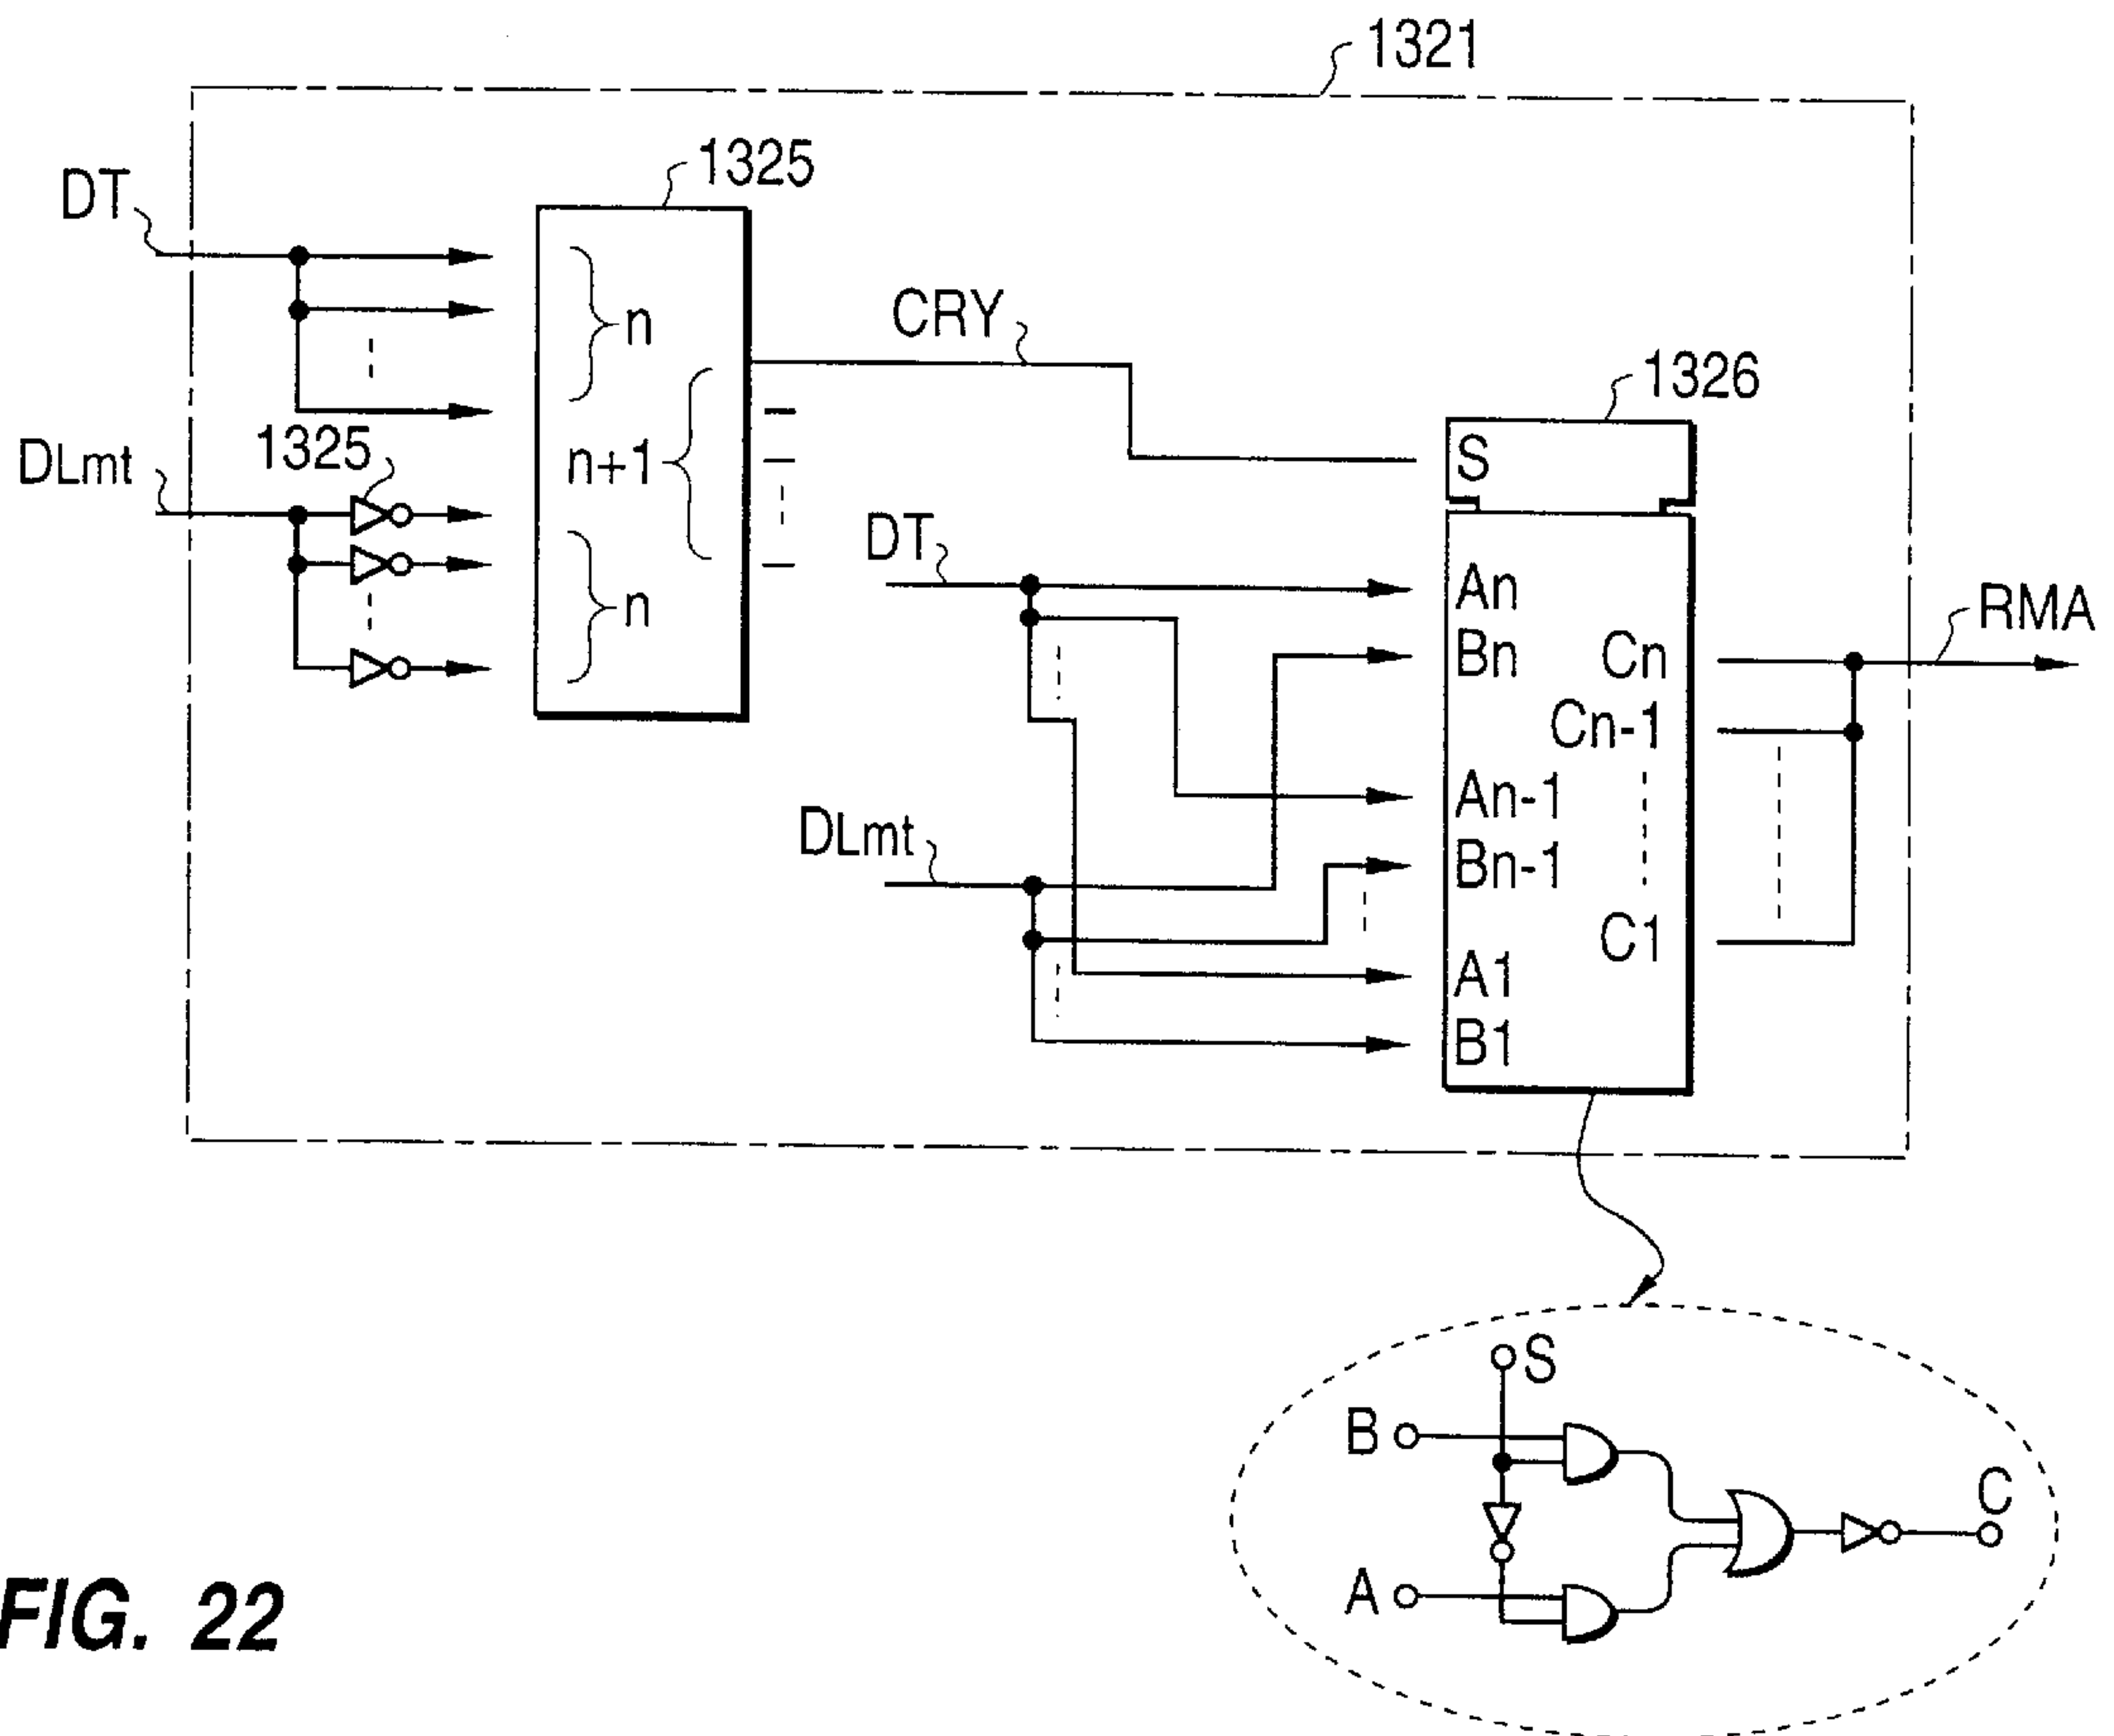 1321
1325
DT
n
CRY
1326
n+1
1325
DLmt
S
DT
An
n
Bn
Cn
RMA
Cn-1
An-1
DLmt
Bn-1
C1
A1
B1
S
B
C
A
FIG. 22